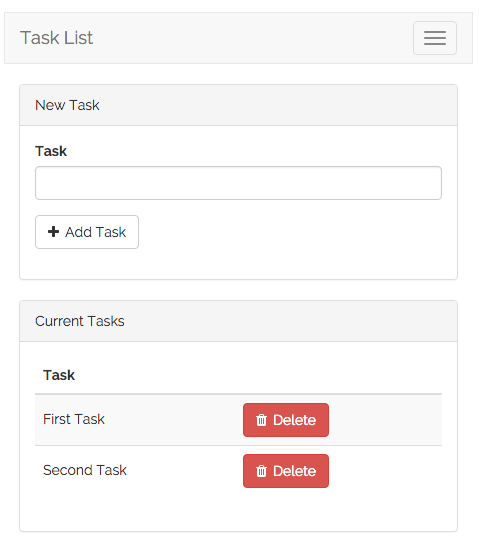 Task List
New Task
Task
Add Task
Current Tasks
Task
First Task Delete
Second Task Delete